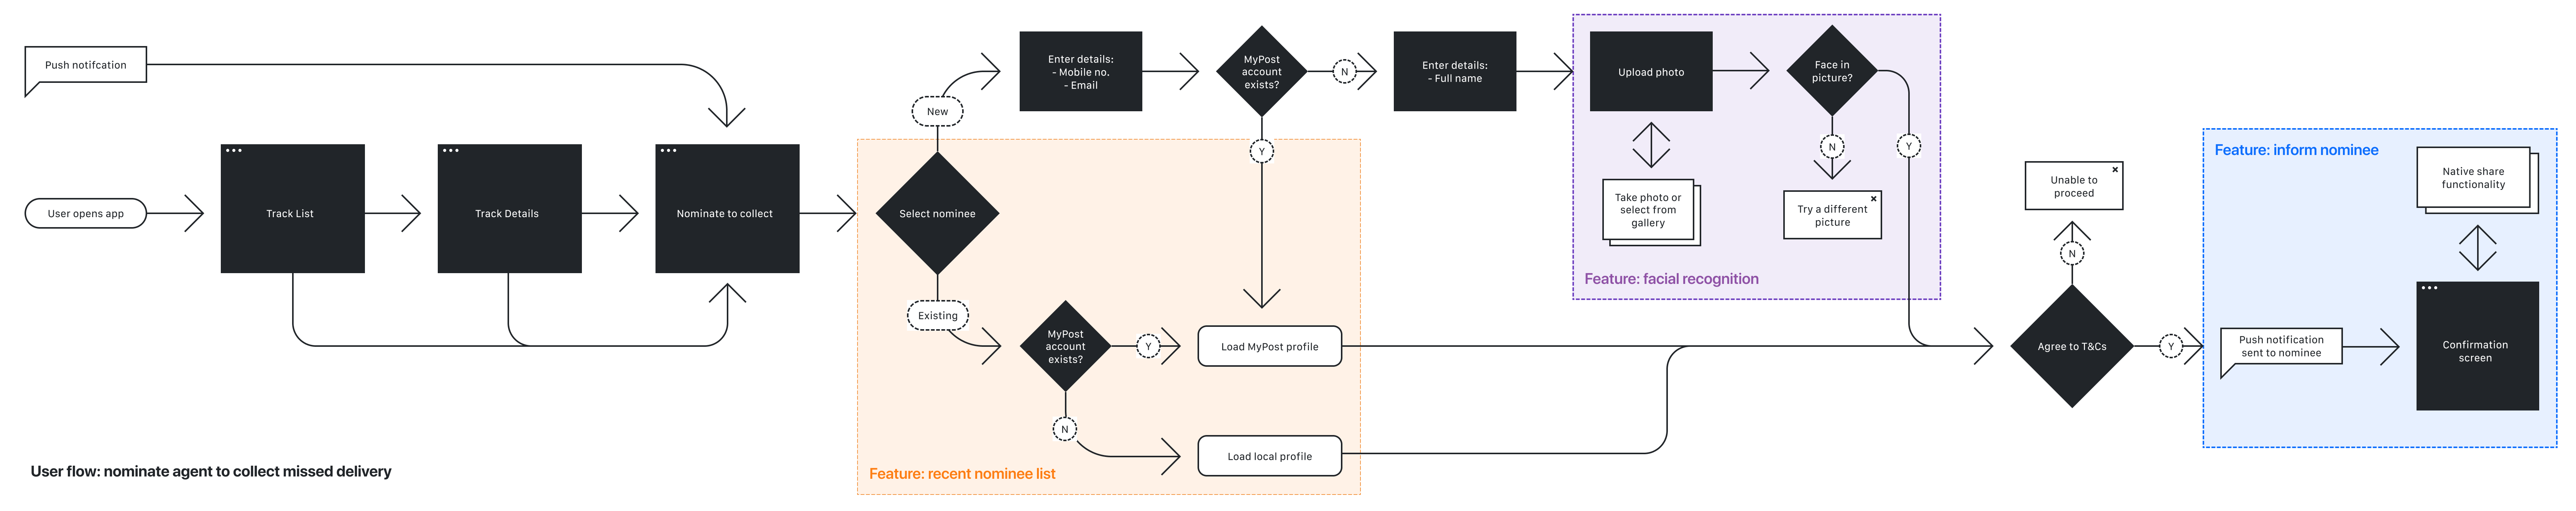 Push notifcation
User opens app
Track List
Track Details
Nominate to collect
Select nominee
New
Existing
Enter details:
- Mobile no.
- Email
MyPost
account
exists?
N
Y
Enter details:
- Full name
MyPost
account
exists?
Y
N
Load MyPost profile
Load local profile
Feature: recent nominee list
Upload photo
Take photo or
select from
gallery
Face in
picture?
N
Y
Try a different
picture
Feature: facial recognition
Agree to T&Cs
N
Unable to
proceed
Y
Feature: inform nominee
Push notification
sent to nominee
Confirmation
screen
Native share
functionality
User flow: nominate agent to collect missed delivery